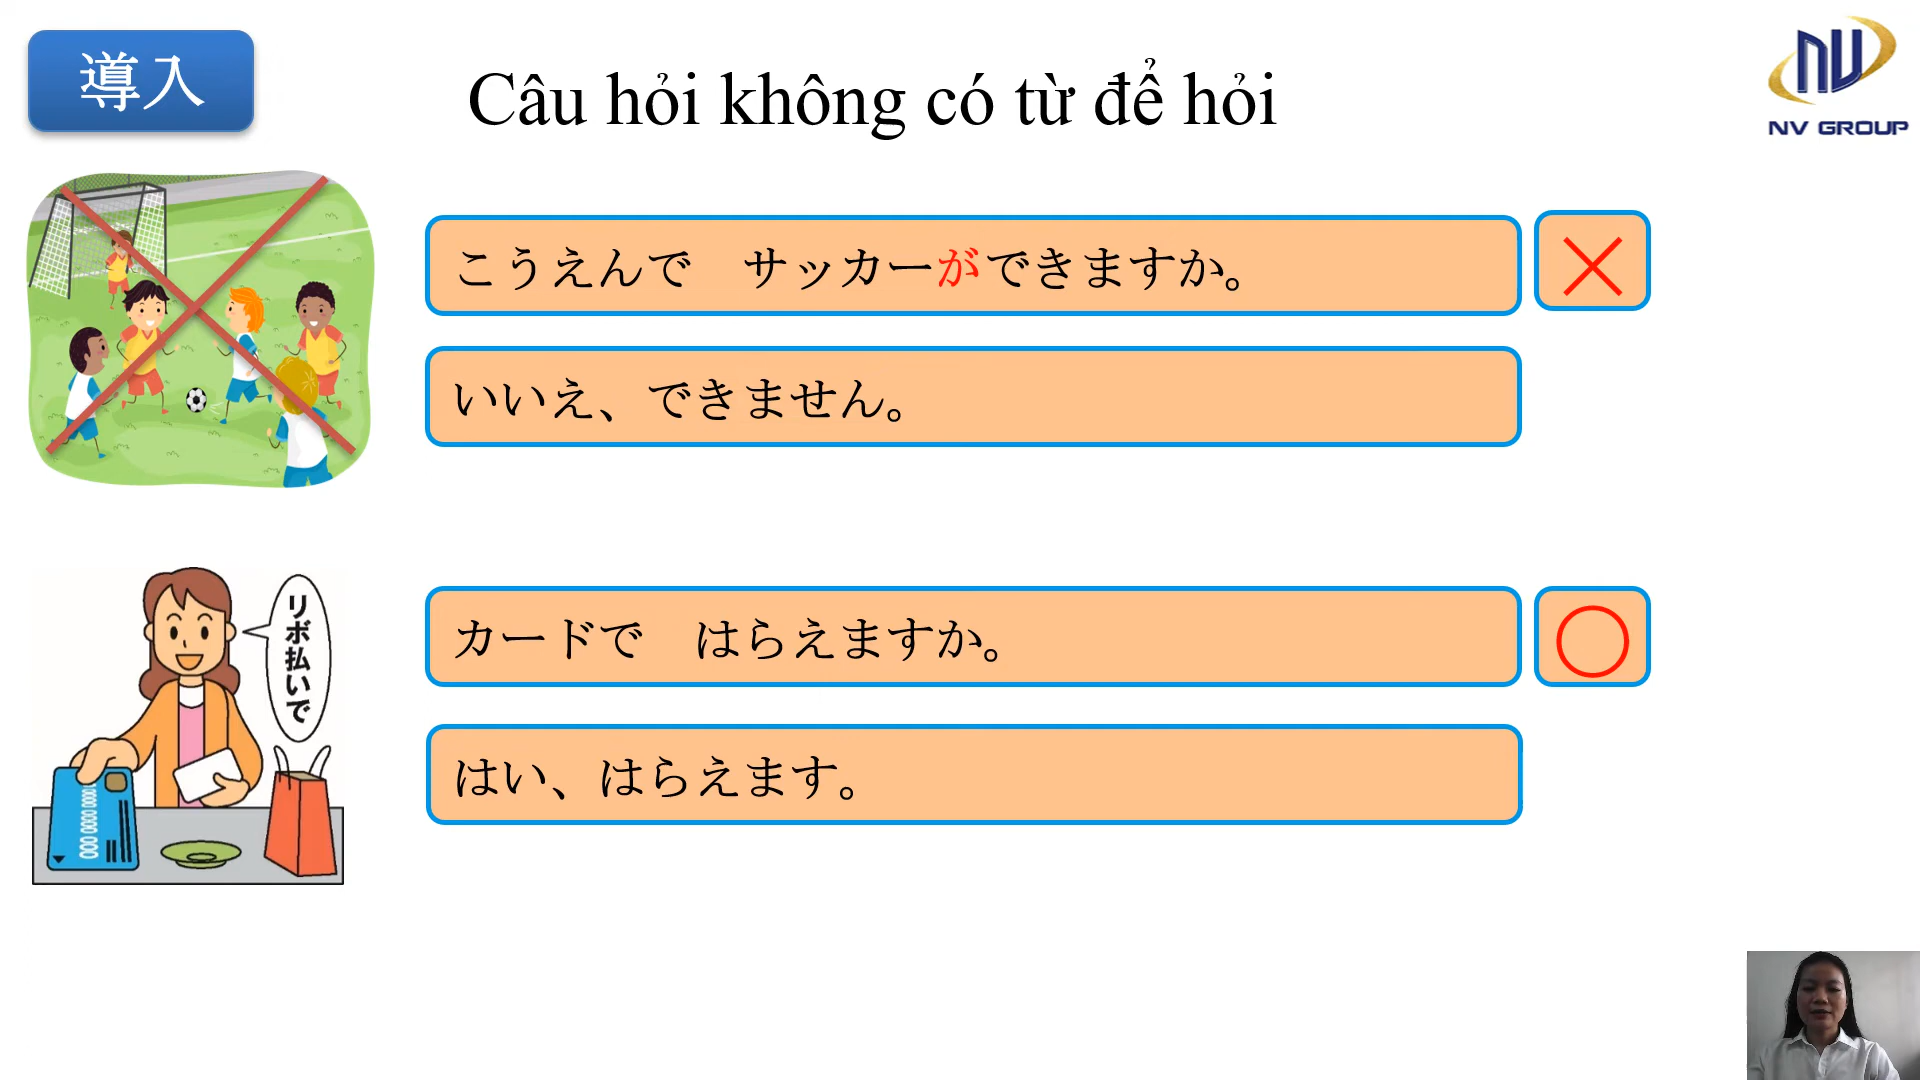 導入
Câu hỏi không có từ để hỏi
NV GROUP
こうえんで　サッカーができますか。
いいえ、できません。
リボ払いで
カードで　はらえますか。
はい、はらえます。